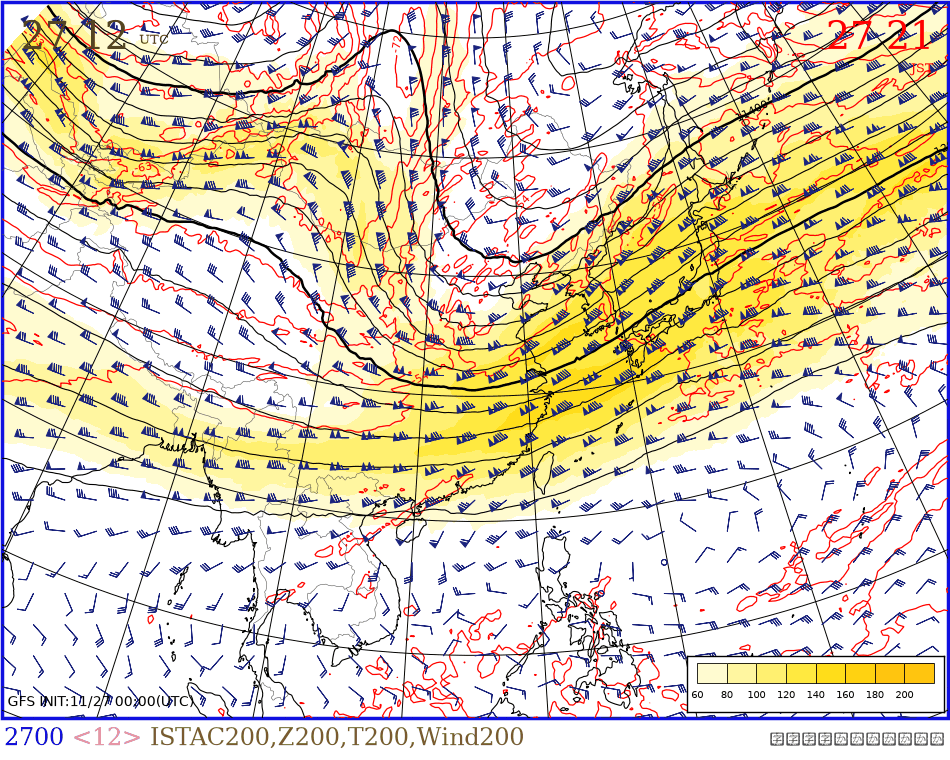 27 12 UTC
27 21
JST
GFS INIT:11/27 00:00(UTC)
60 80 100 120 140 160 180 200
2700 <12> ISTAC200,Z200,T200,Wind200